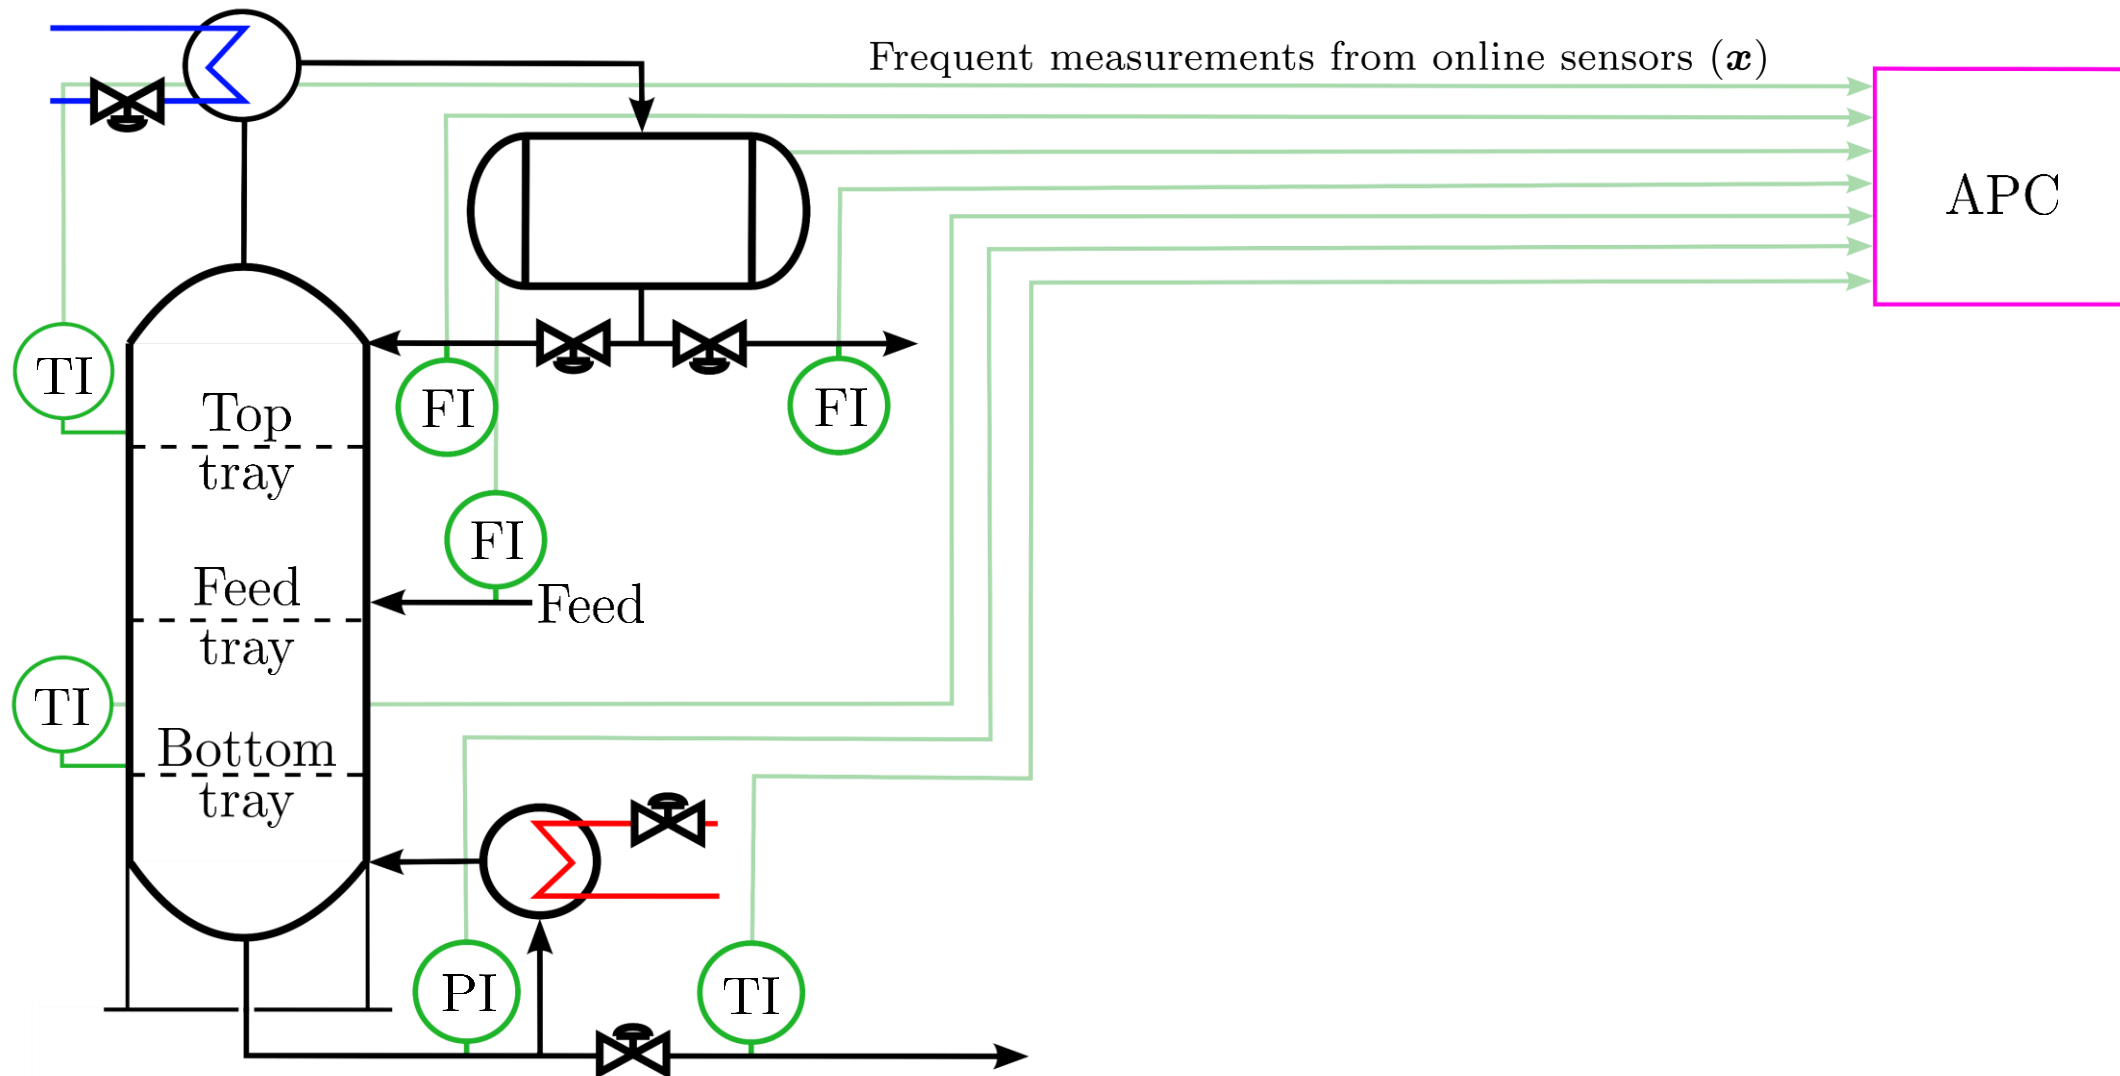 Frequent measurements from online sensors (x)
APC
TI
FI
FI
Top
tray
FI
Feed
Feed
tray
TI
Bottom
tray
PI
TI